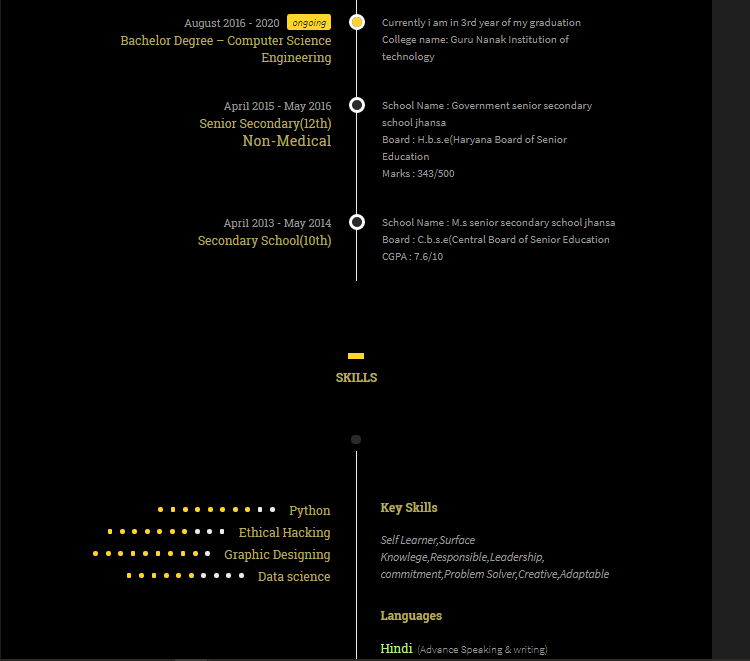 August 2016 - 2020 ongoing
Bachelor Degree – Computer Science
Engineering
Currently i am in 3rd year of my graduation
College name: Guru Nanak Institution of
technology
April 2015 - May 2016
Senior Secondary(12th)
Non-Medical
School Name : Government senior secondary
school jhansa
Board : H.b.s.e(Haryana Board of Senior
Education
Marks : 343/500
April 2013 - May 2014
Secondary School(10th)
School Name : M.s senior secondary school jhansa
Board : C.b.s.e(Central Board of Senior Education
CGPA : 7.6/10
SKILLS
Python
Ethical Hacking
Graphic Designing
Data science
Key Skills
Self Learner,Surface
Knowlege,Responsible,Leadership,
commitment,Problem Solver,Creative,Adaptable
Languages
Hindi (Advance Speaking & writing)